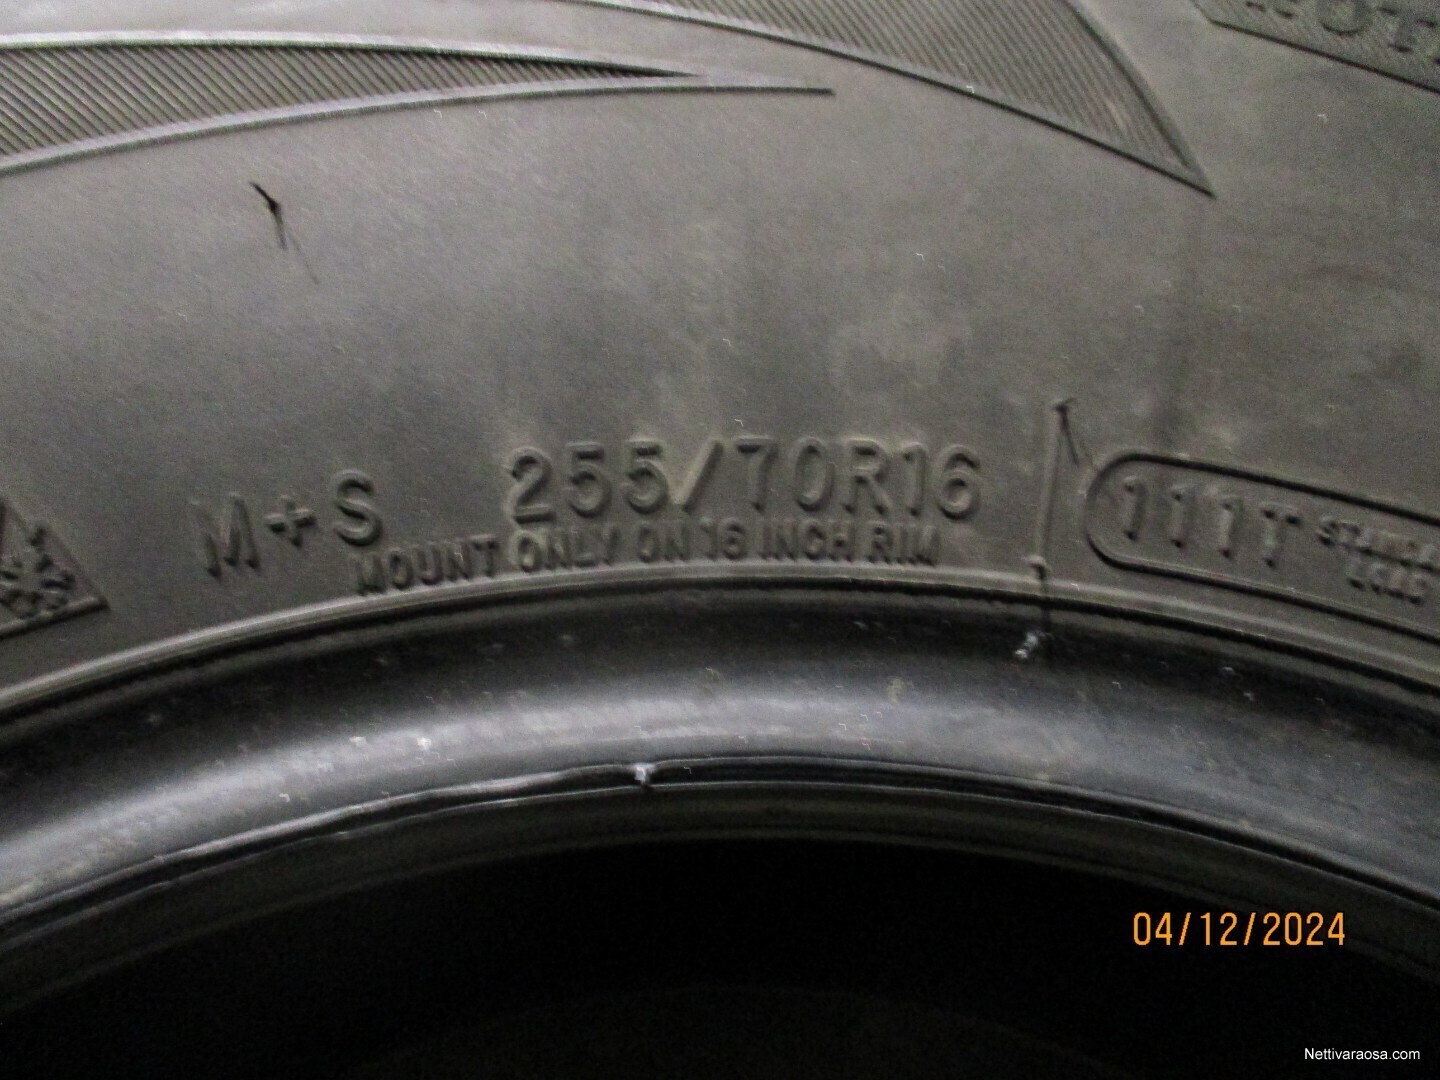 M+S 255/70R16 111T
MOUNT ONLY ON 16 INCH RIM
04/12/2024
Nettivaraosa.com